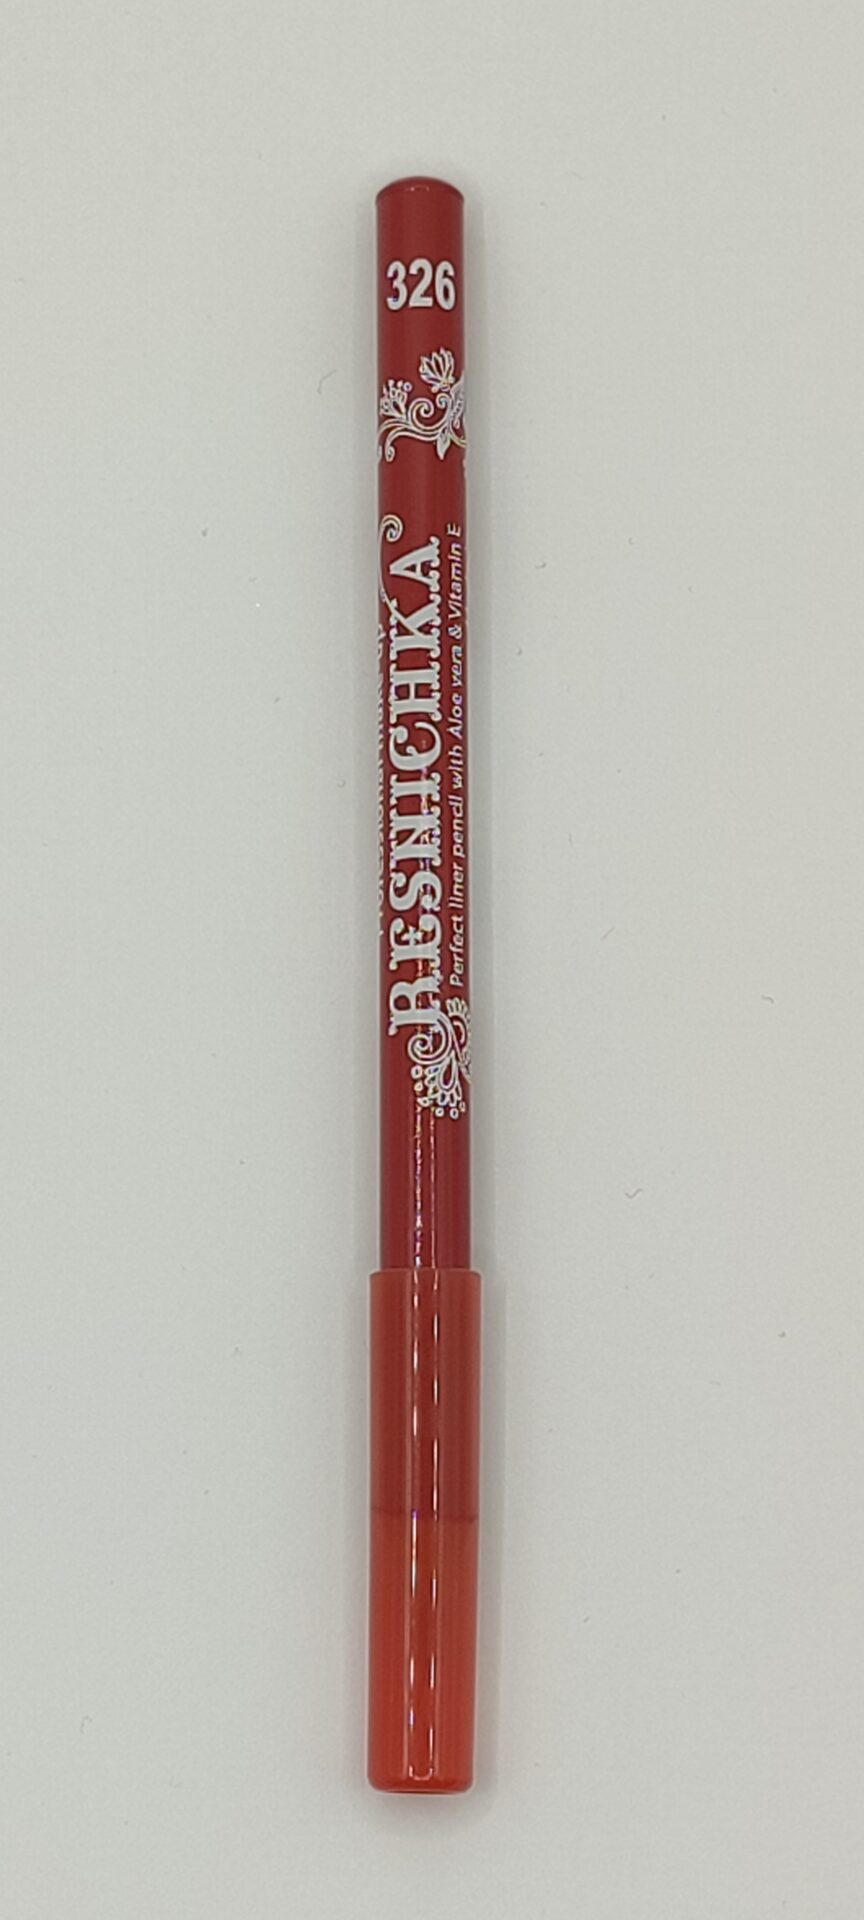 326
RESNICHKA
Perfect liner pencil with Aloe vera & Vitamin E